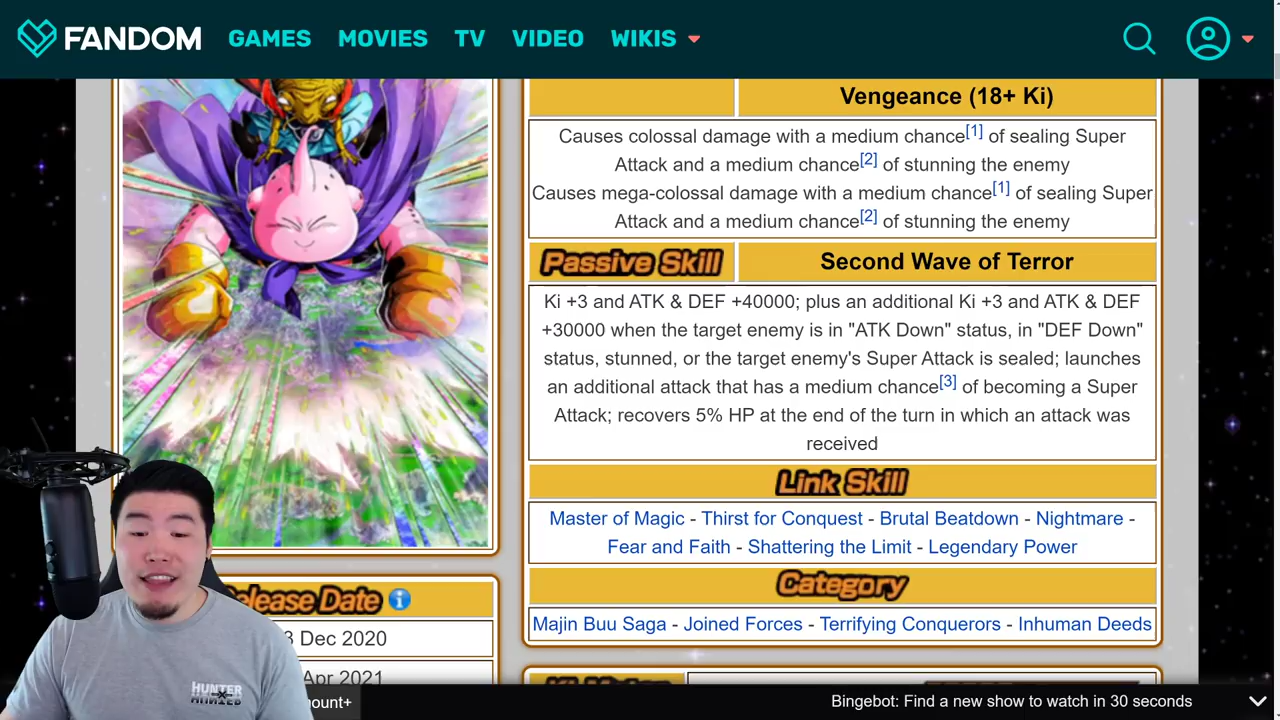 FANDOM GAMES MOVIES TV VIDEO WIKIS
Vengeance (18+ Ki)
Causes colossal damage with a medium chance[1] of sealing Super
Attack and a medium chance[2] of stunning the enemy
Causes mega-colossal damage with a medium chance[1] of sealing Super
Attack and a medium chance[2] of stunning the enemy
Passive Skill
Second Wave of Terror
Ki +3 and ATK & DEF +40000; plus an additional Ki +3 and ATK & DEF
+30000 when the target enemy is in "ATK Down" status, in "DEF Down"
status, stunned, or the target enemy's Super Attack is sealed; launches
an additional attack that has a medium chance[3] of becoming a Super
Attack; recovers 5% HP at the end of the turn in which an attack was
received
Link Skill
Master of Magic - Thirst for Conquest - Brutal Beatdown - Nightmare -
Fear and Faith - Shattering the Limit - Legendary Power
Category
Majin Buu Saga - Joined Forces - Terrifying Conquerors - Inhuman Deeds
elease Date
3 Dec 2020
Apr 2021
HUNTER
HUNTER
ount+
Bingebot: Find a new show to watch in 30 seconds